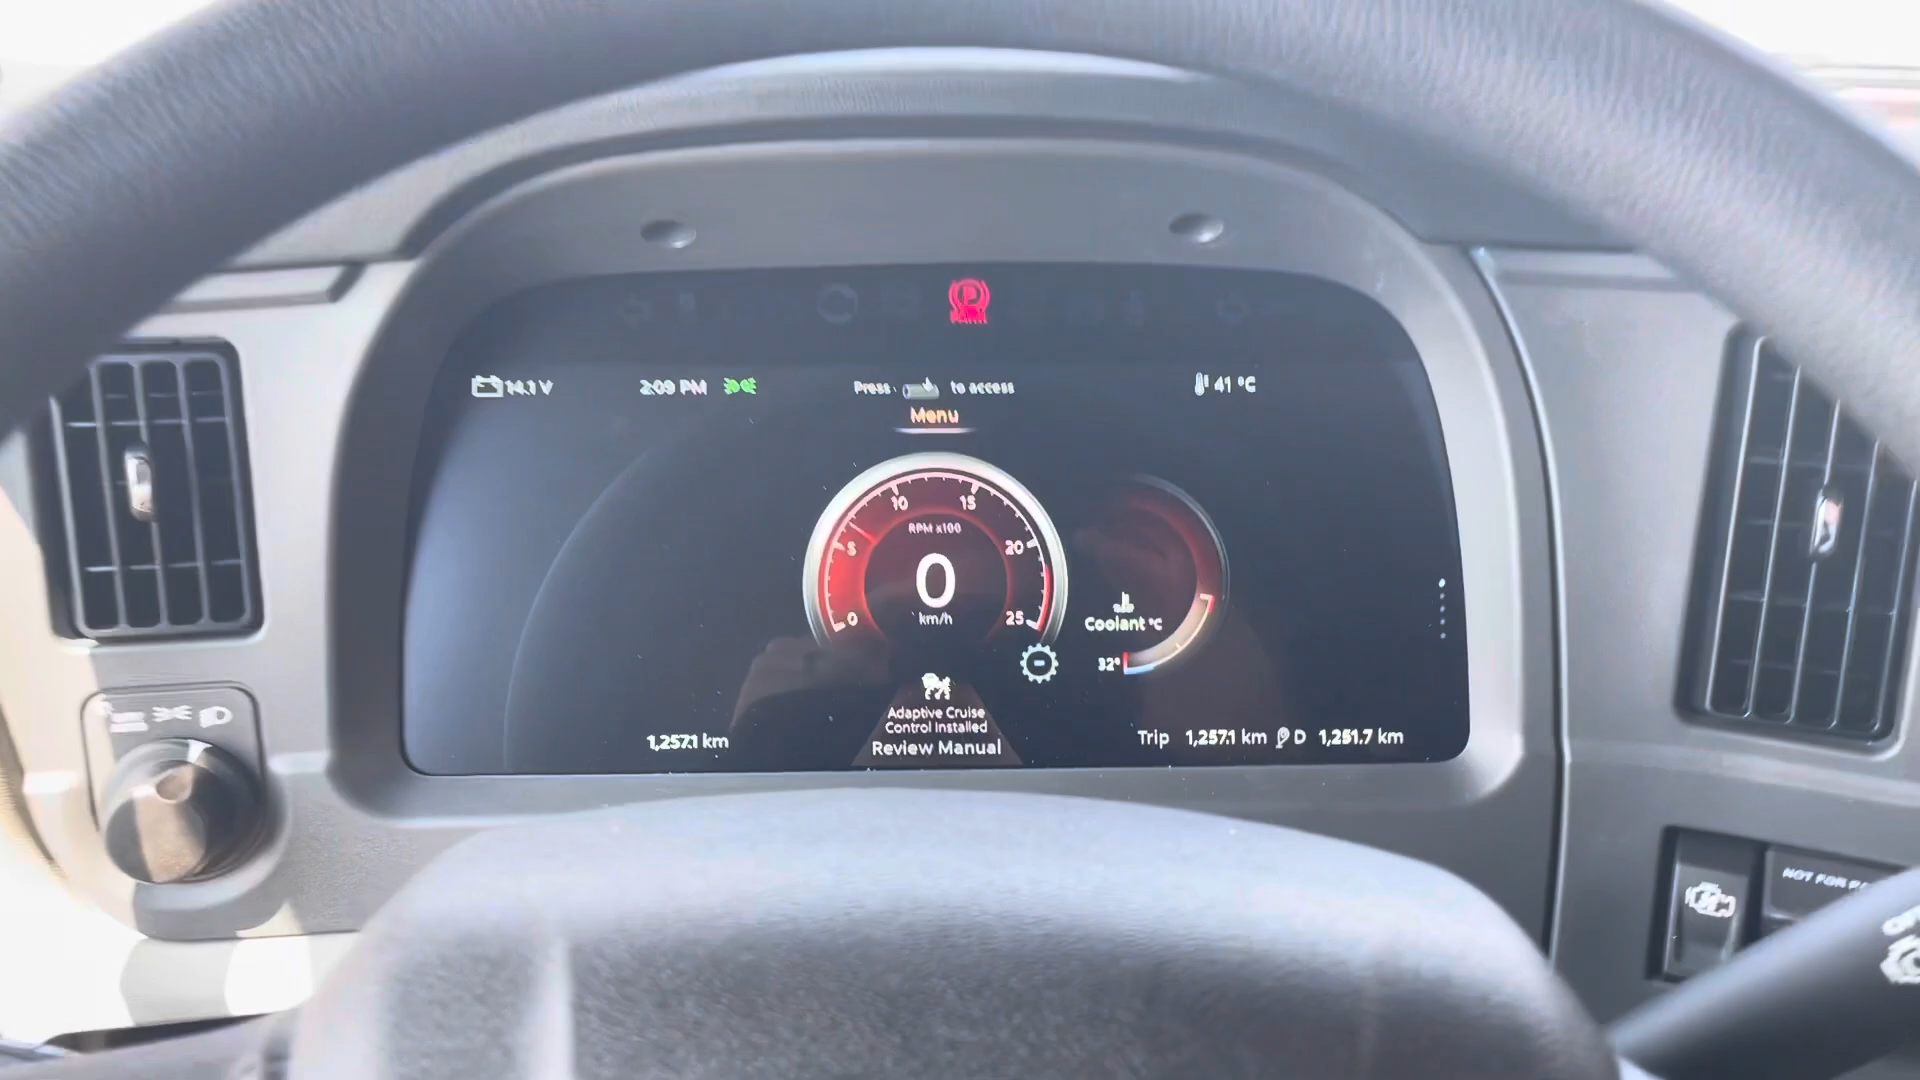 14.1 V
2:09 PM
Press to access
41 °C
Menu
10 15
RPM x100
5 20
0
km/h
0 25
Coolant °C
32°
Adaptive Cruise
Control Installed
Review Manual
1,257.1 km
Trip 1,257.1 km D 1,251.7 km
NOT FOR